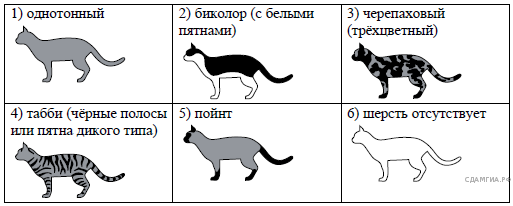 1) однотонный
2) биколор (с белыми
пятнами)
3) черепаховый
(трёхцветный)
4) табби (чёрные полосы
или пятна дикого типа)
5) пойнт
6) шерсть отсутствует
СДАМГИА.РФ